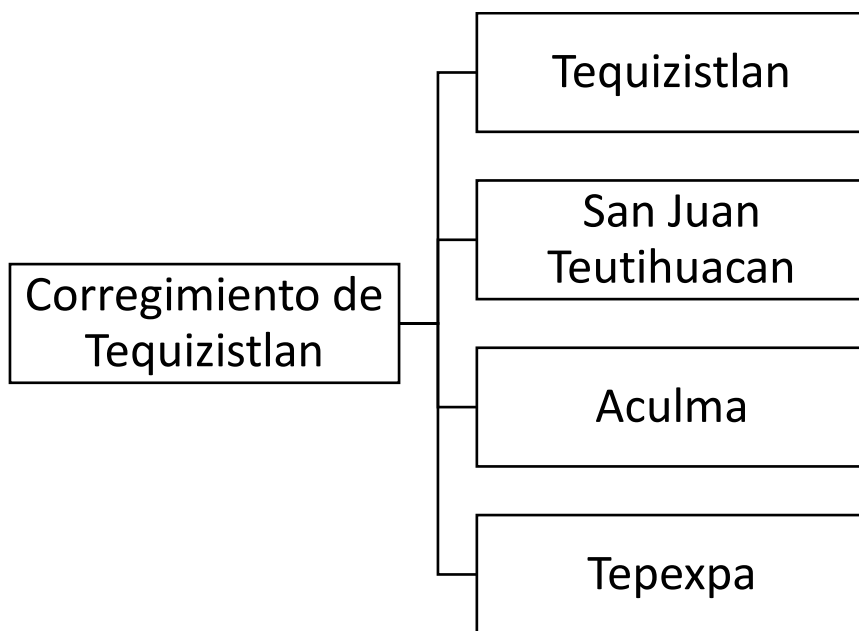 Corregimiento de
Tequizistlan
Tequizistlan
San Juan
Teutihuacan
Aculma
Tepexpa